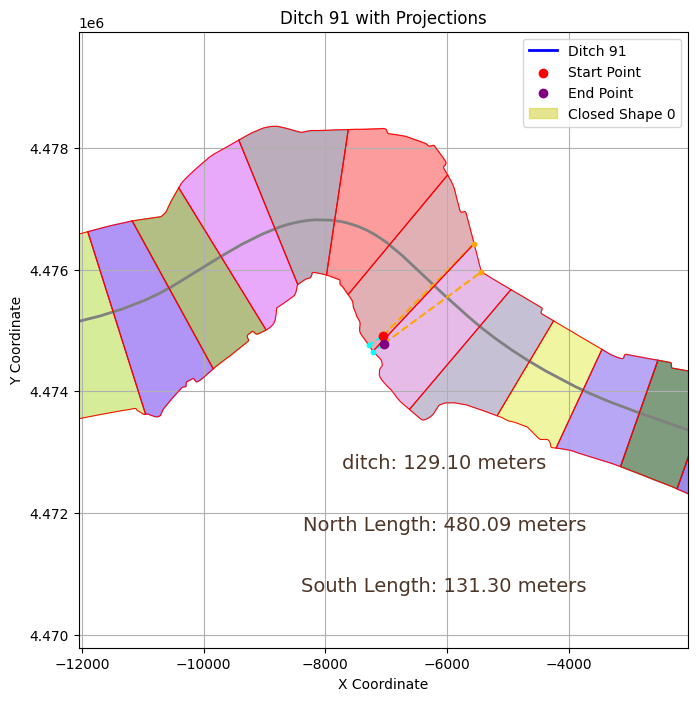 Ditch 91 with Projections
1e6
Ditch 91
Start Point
End Point
Closed Shape 0
4.478
4.476
4.474
4.472
4.470
Y Coordinate
ditch: 129.10 meters
North Length: 480.09 meters
South Length: 131.30 meters
−12000 −10000 −8000 −6000 −4000
X Coordinate